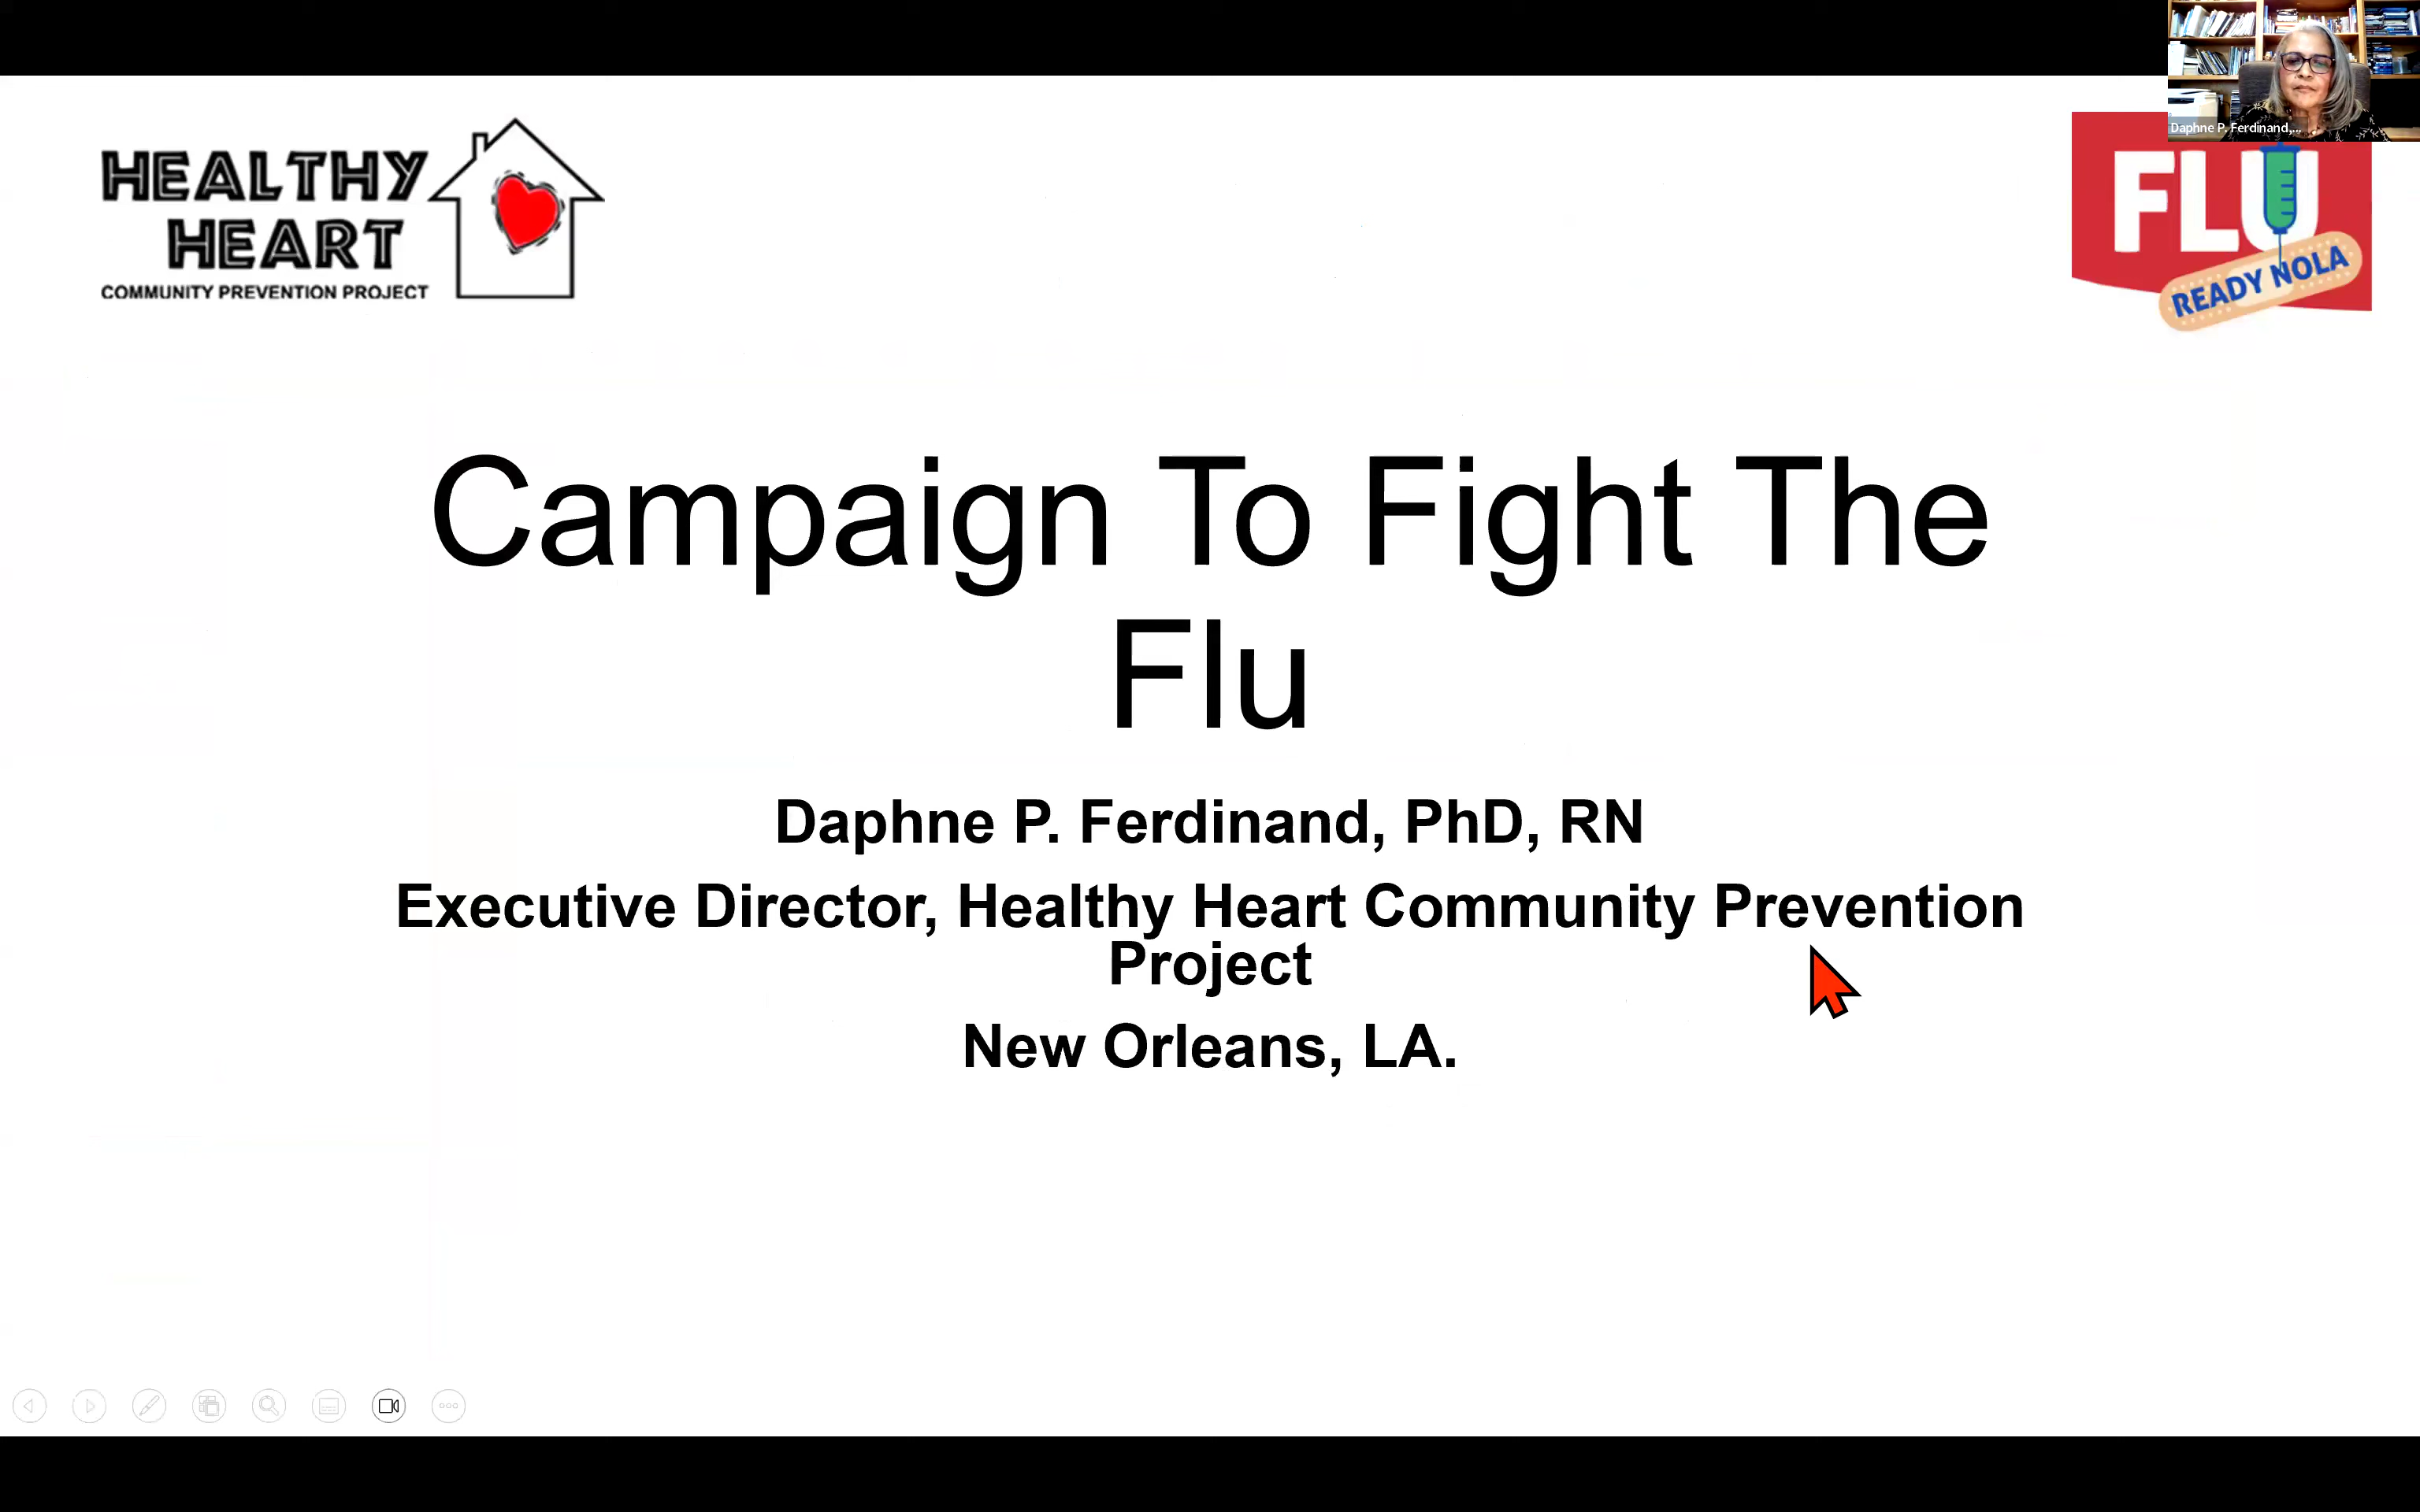 Daphne P. Ferdinand,...
HEALTHY
HEART
COMMUNITY PREVENTION PROJECT
FLU
READY NOLA
Campaign To Fight The
Flu
Daphne P. Ferdinand, PhD, RN
Executive Director, Healthy Heart Community Prevention
Project
New Orleans, LA.